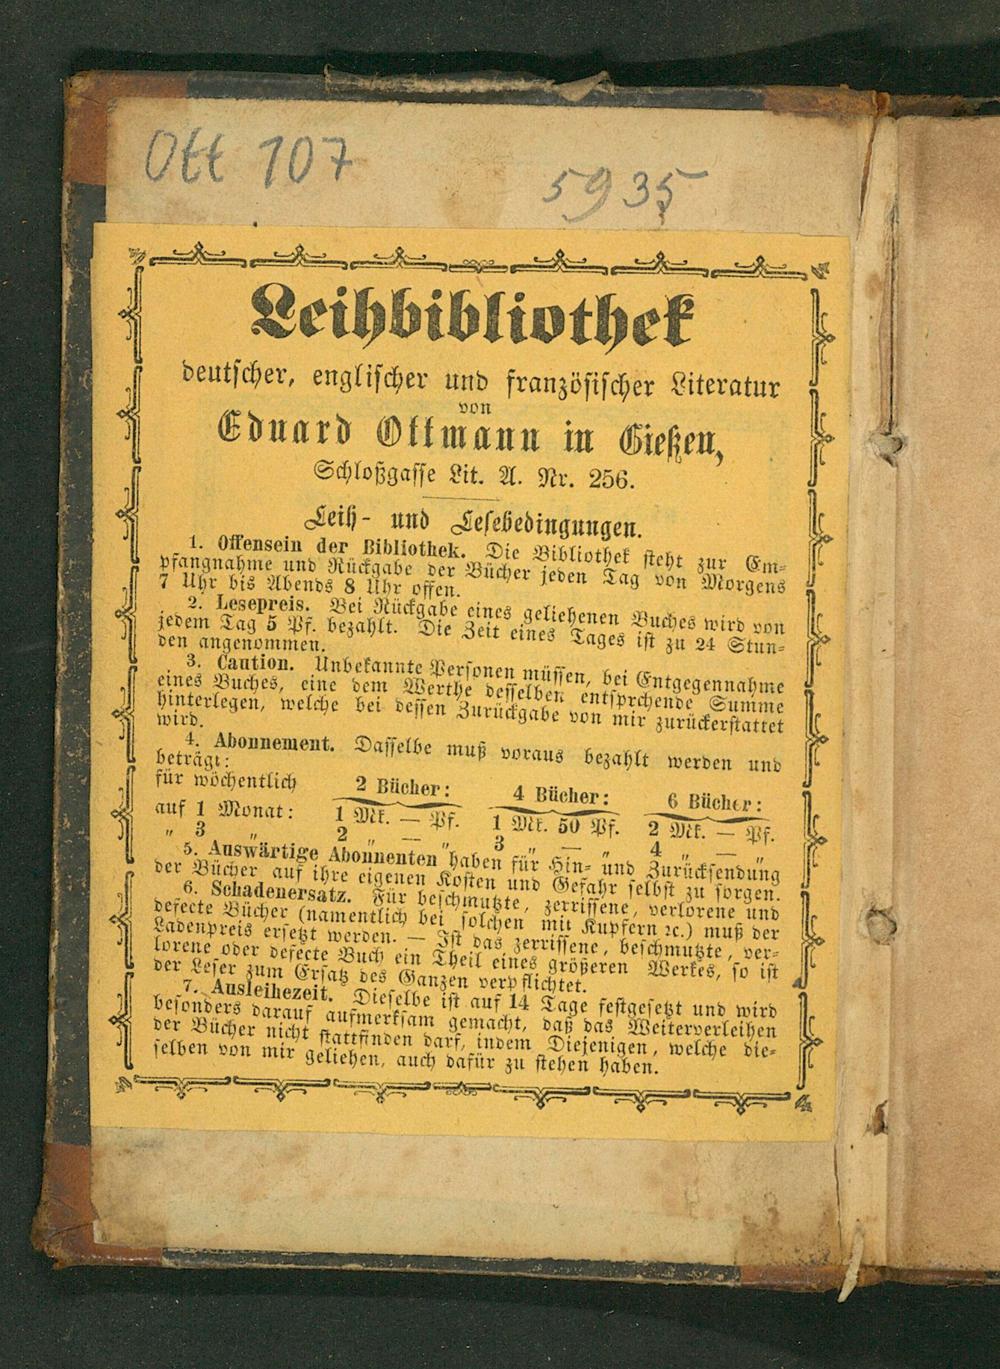 Ott 107
5935
Leihbibliothek
deutscher, englischer und französischer Literatur
von
Eduard Ottmann in Gießen,
Schloßgasse Lit. A. Nr. 256.
Leih- und Lesebedingungen.
1. Offensein der Bibliothek. Die Bibliothek steht zur Em-
pfangnahme und Rückgabe der Bücher jeden Tag von Morgens
7 Uhr bis Abends 8 Uhr offen.
2. Lesepreis. Bei Rückgabe eines geliehenen Buches wird von
jedem Tag 5 Pf. bezahlt. Die Zeit eines Tages ist zu 24 Stun-
den angenommen.
3. Caution. Unbekannte Personen müssen, bei Entgegennahme
eines Buches, eine dem Werthe desselben entsprchende Summe
hinterlegen, welche bei dessen Zurückgabe von mir zurückerstattet
wird.
4. Abonnement. Dasselbe muß voraus bezahlt werden und
beträgt:
für wöchentlich 2 Bücher: 4 Bücher: 6 Bücher:
auf 1 Monat: 1 Mk. — Pf. 1 Mk. 50 Pf. 2 Mk. — Pf.
" 3 " 2 " — " 3 " — " 4 " — "
5. Auswärtige Abonnenten haben für Hin- und Zurücksendung
der Bücher auf ihre eigenen Kosten und Gefahr selbst zu sorgen.
6. Schadenersatz. Für beschmutzte, zerrissene, verlorene und
defecte Bücher (namentlich bei solchen mit Kupfern ꝛc.) muß der
Ladenpreis ersetzt werden. — Ist das zerrissene, beschmutzte, ver-
lorene oder defecte Buch ein Theil eines größeren Werkes, so ist
der Leser zum Ersatz des Ganzen verpflichtet.
7. Ausleihezeit. Dieselbe ist auf 14 Tage festgesetzt und wird
besonders darauf aufmerksam gemacht, daß das Weiterverleihen
der Bücher nicht stattfinden darf, indem Diejenigen, welche die-
selben von mir geliehen, auch dafür zu stehen haben.